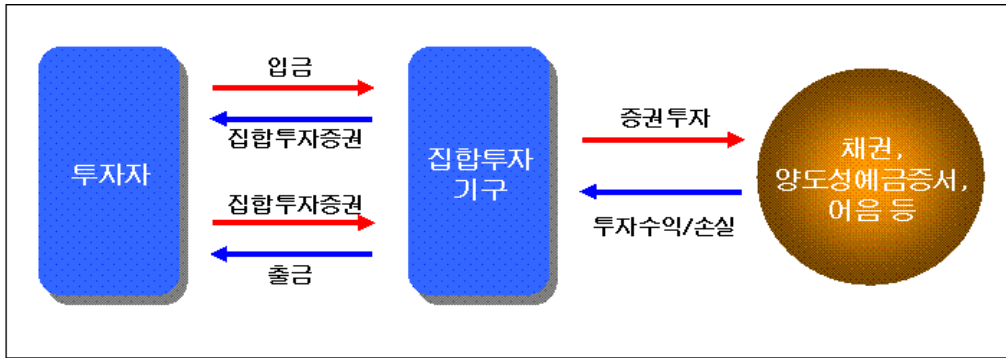 입금
집합투자증권
투자자
집합투자증권
출금
집합투자
기구
증권투자
투자수익/손실
채권,
양도성예금증서,
어음 등